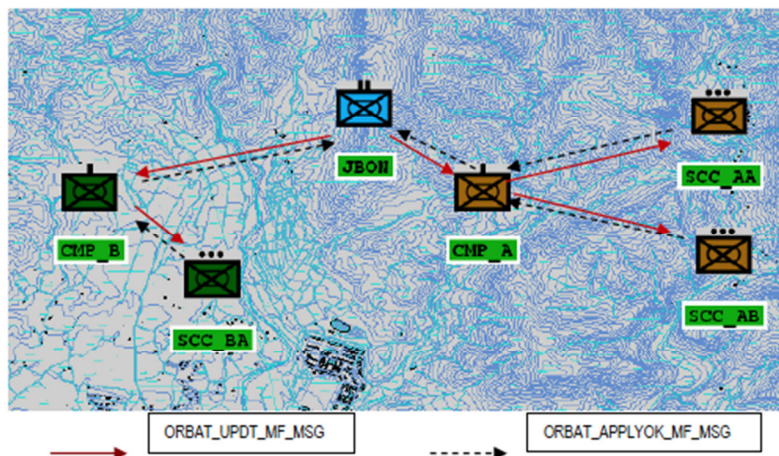 JBON
SCC_AA
CMP_B
CMP_A
SCC_BA
SCC_AB
ORBAT_UPDT_MF_MSG
ORBAT_APPLYOK_MF_MSG